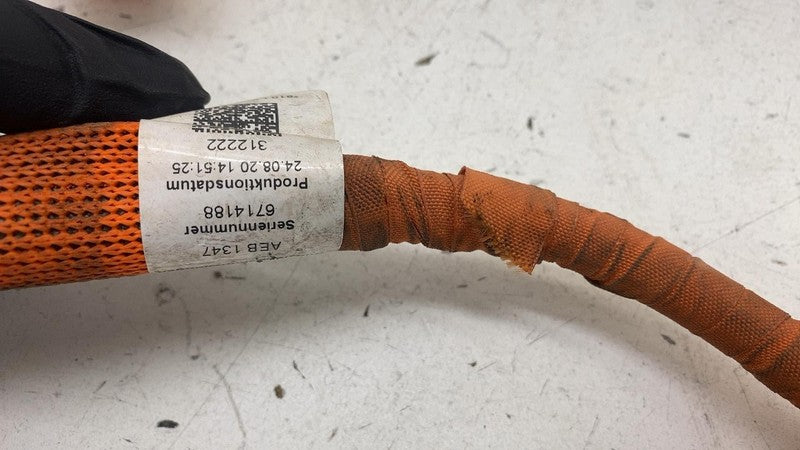 AEB 1347
Seriennummer
6714188
Produktionsdatum
24.08.20 14:51:25
312222